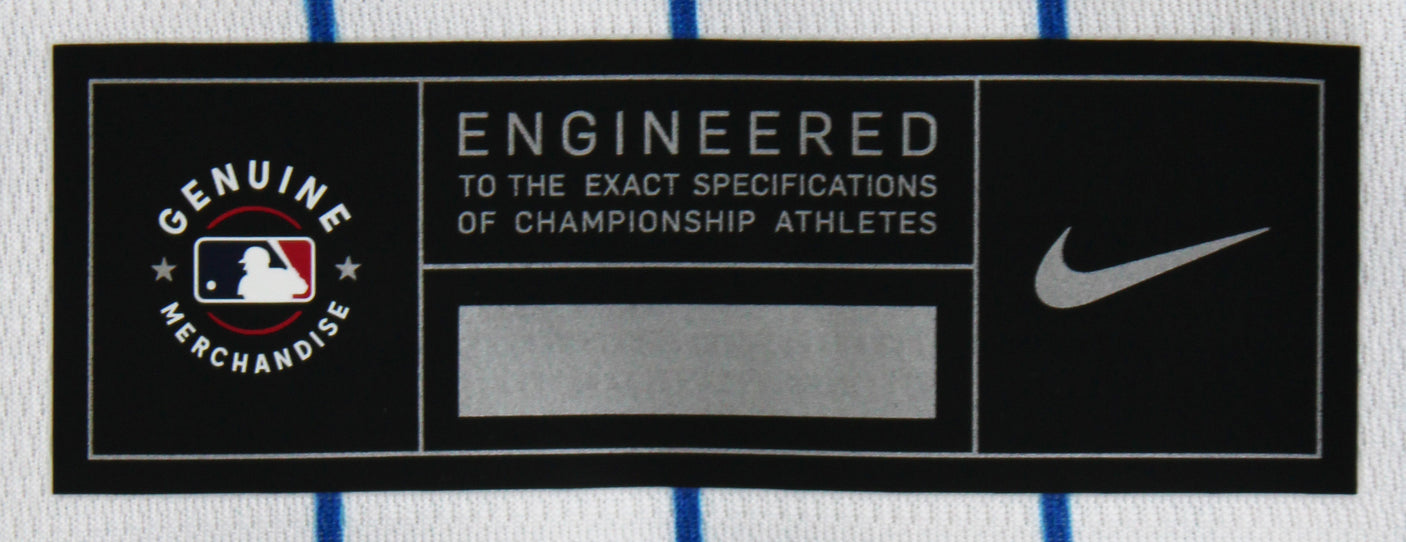 GENUINE
MERCHANDISE
ENGINEERED
TO THE EXACT SPECIFICATIONS
OF CHAMPIONSHIP ATHLETES